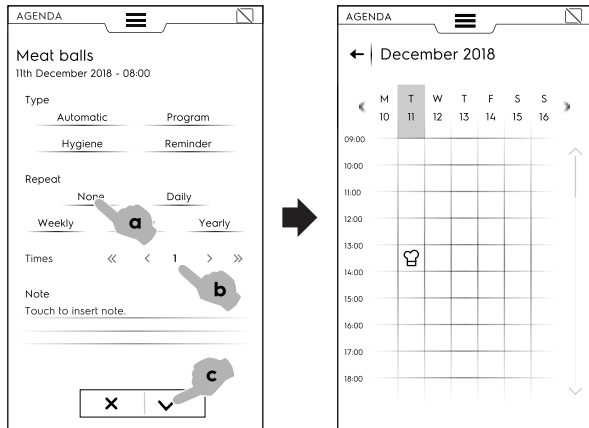 AGENDA
Meat balls
11th December 2018 - 08:00
Type
Automatic Program
Hygiene Reminder
Repeat
None Daily
a
Weekly Yearly
Times « < 1 > »
b
Note
Touch to insert note.
c
AGENDA
December 2018
M T W T F S S
10 11 12 13 14 15 16
09:00
10:00
11:00
12:00
13:00
14:00
15:00
16:00
17:00
18:00